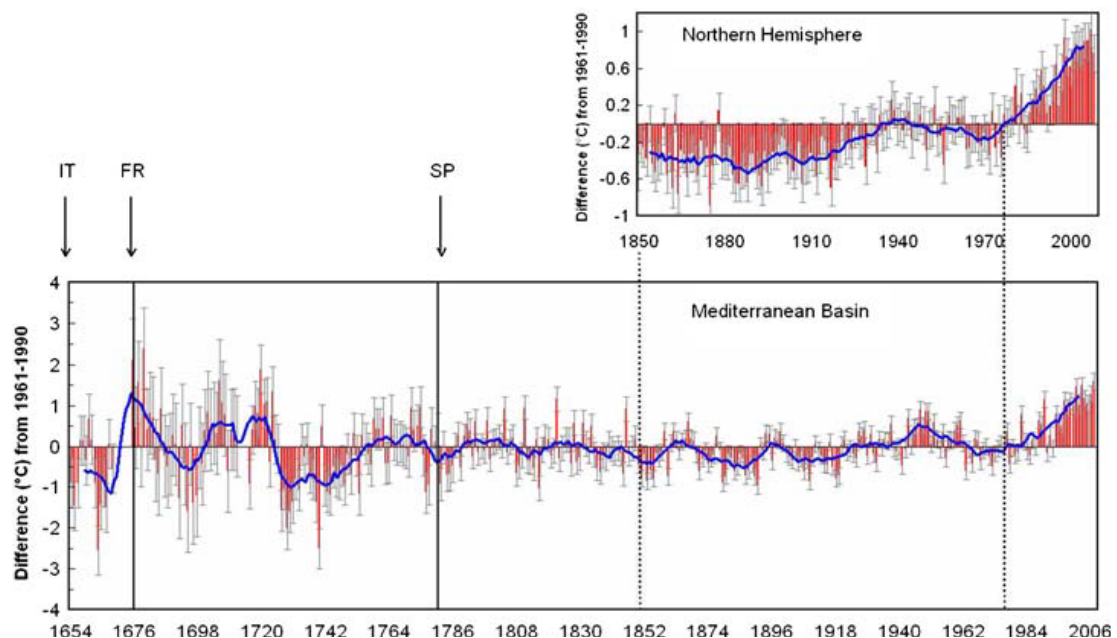 Northern Hemisphere
Difference (°C) from 1961-1990
1
0.6
0.2
-0.2
-0.6
-1
1850 1880 1910 1940 1970 2000
IT FR SP
Mediterranean Basin
Difference (°C) from 1961-1990
4
3
2
1
0
-1
-2
-3
-4
1654 1676 1698 1720 1742 1764 1786 1808 1830 1852 1874 1896 1918 1940 1962 1984 2006